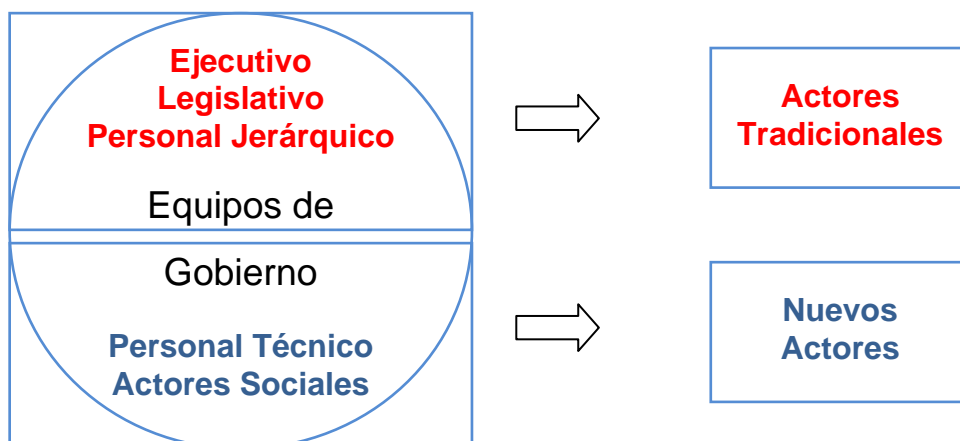 Ejecutivo
Legislativo
Personal Jerárquico
Equipos de
Gobierno
Personal Técnico
Actores Sociales
Actores
Tradicionales
Nuevos
Actores